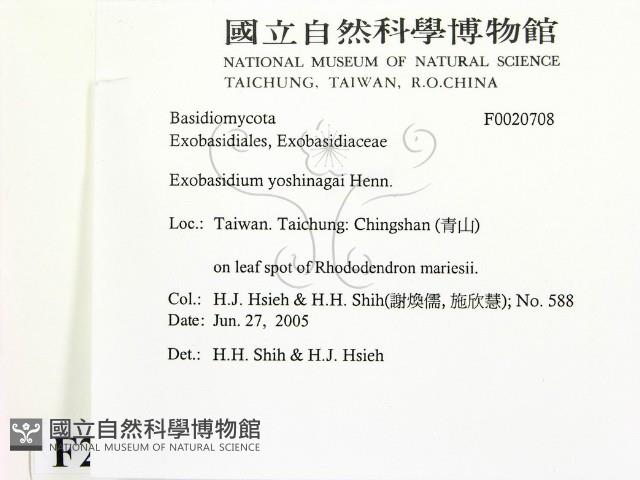 國立自然科學博物館
NATIONAL MUSEUM OF NATURAL SCIENCE
TAICHUNG, TAIWAN, R.O.CHINA
Basidiomycota F0020708
Exobasidiales, Exobasidiaceae
Exobasidium yoshinagai Henn.
Loc.: Taiwan. Taichung: Chingshan (青山)
on leaf spot of Rhododendron mariesii.
Col.: H.J. Hsieh & H.H. Shih(謝煥儒, 施欣慧); No. 588
Date: Jun. 27, 2005
Det.: H.H. Shih & H.J. Hsieh
國立自然科學博物館
NATIONAL MUSEUM OF NATURAL SCIENCE